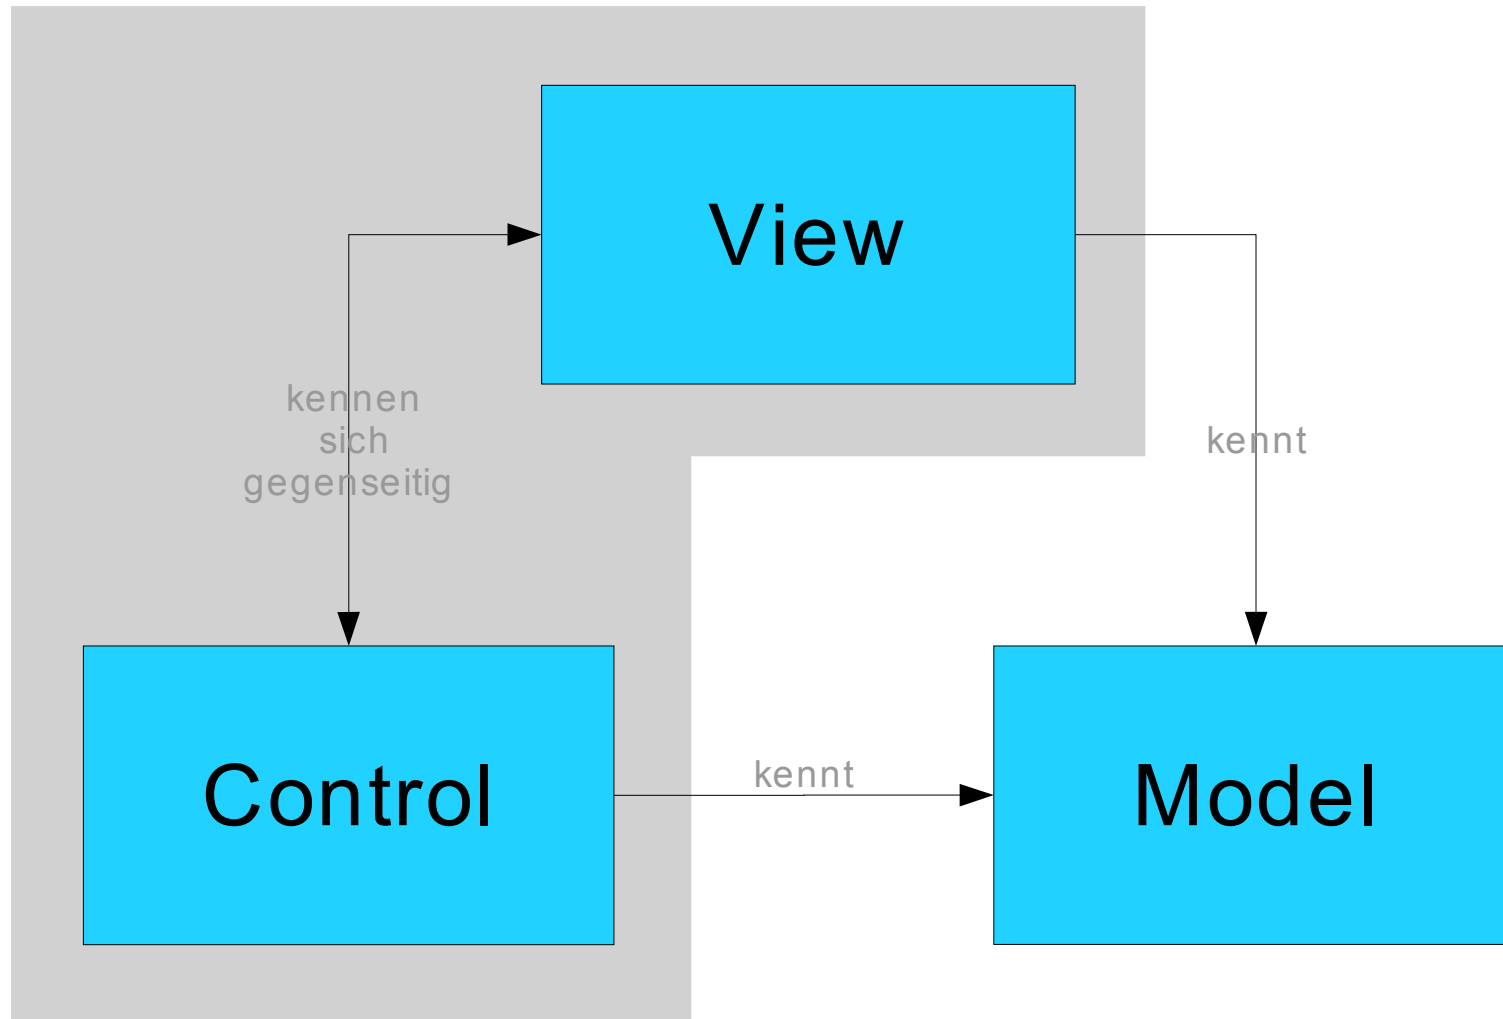 View
kennen
sich
gegenseitig
kennt
Control
kennt
Model